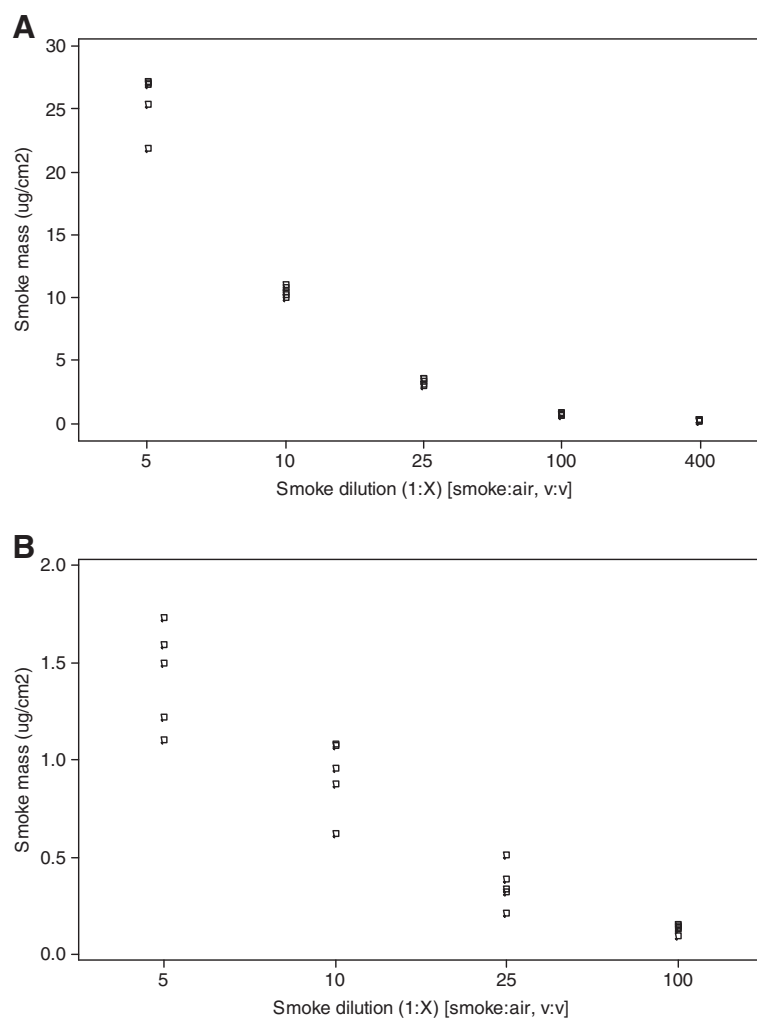 A
30
25
20
15
10
5
0
Smoke mass (ug/cm2)
5 10 25 100 400
Smoke dilution (1:X) [smoke:air, v:v]
B
2.0
1.5
1.0
0.5
0.0
Smoke mass (ug/cm2)
5 10 25 100
Smoke dilution (1:X) [smoke:air, v:v]